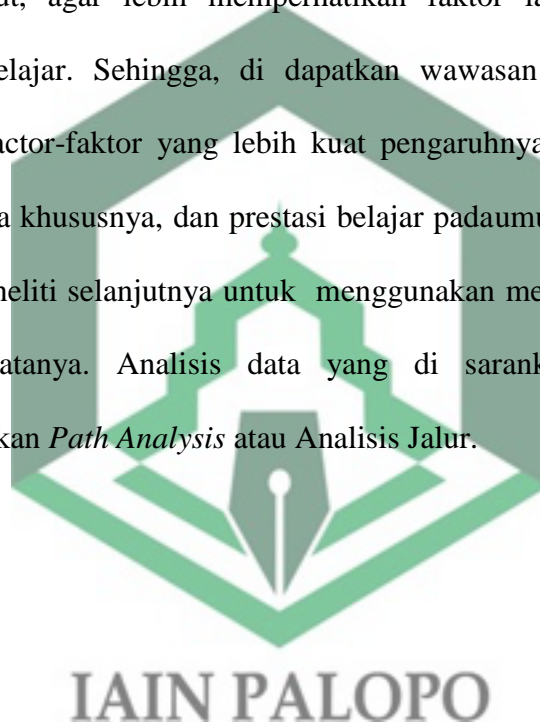 agar lebih memperhatikan faktor
elajar. Sehingga, di dapatkan wawasan
actor-faktor yang lebih kuat pengaruhnya
a khususnya, dan prestasi belajar padaumu
neliti selanjutnya untuk menggunakan me
atanya. Analisis data yang di sarank
kan Path Analysis atau Analisis Jalur.
IAIN PALOPO